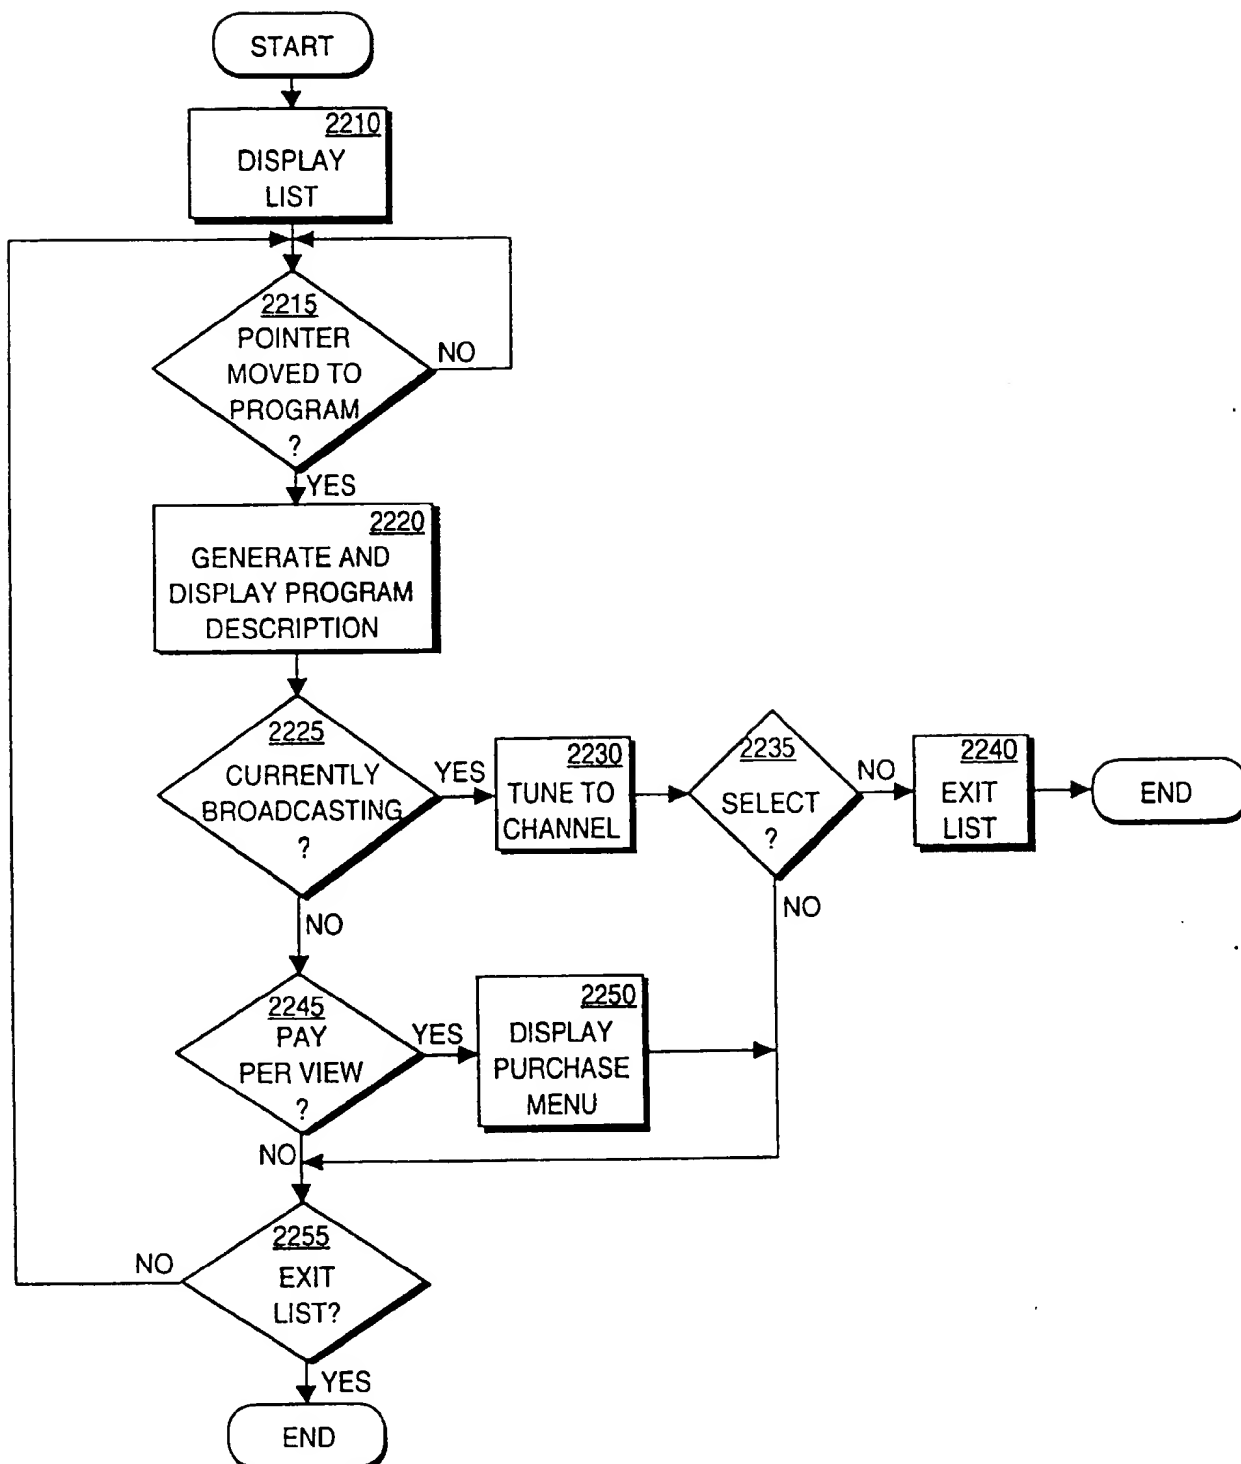 START
2210
DISPLAY
LIST
2215
POINTER
MOVED TO
PROGRAM
?
NO
YES
2220
GENERATE AND
DISPLAY PROGRAM
DESCRIPTION
2225
CURRENTLY
BROADCASTING
?
YES
NO
2230
TUNE TO
CHANNEL
2235
SELECT
?
NO
NO
2240
EXIT
LIST
END
2245
PAY
PER VIEW
?
YES
NO
2250
DISPLAY
PURCHASE
MENU
2255
EXIT
LIST?
NO
YES
END